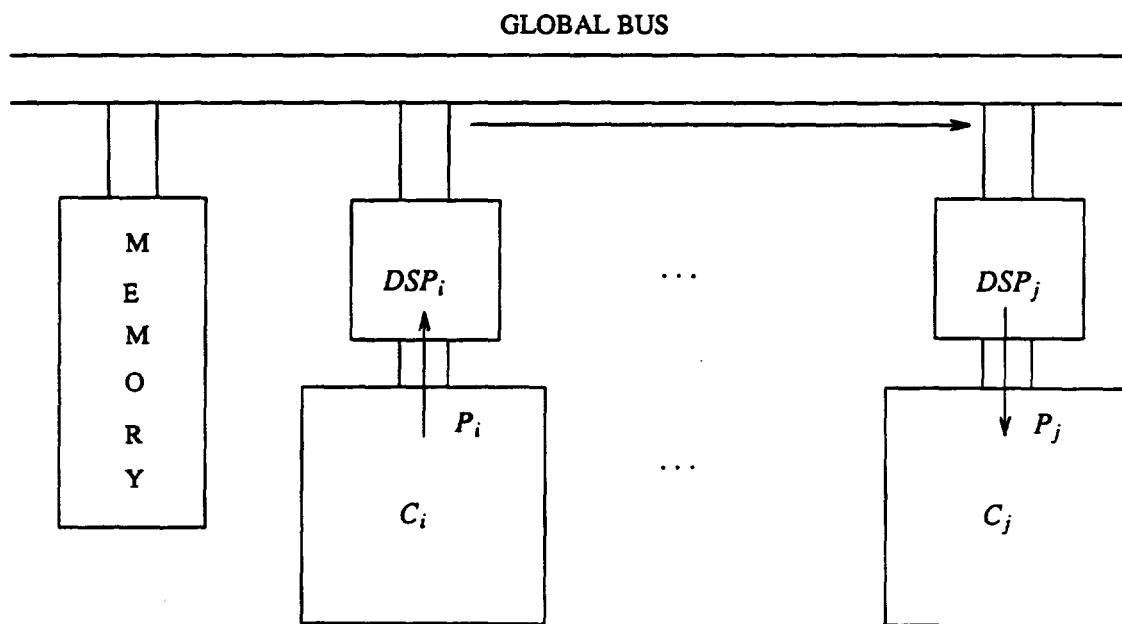 GLOBAL BUS
M
E
M
O
R
Y
DSP_i
...
DSP_j
P_i
P_j
...
C_i
C_j